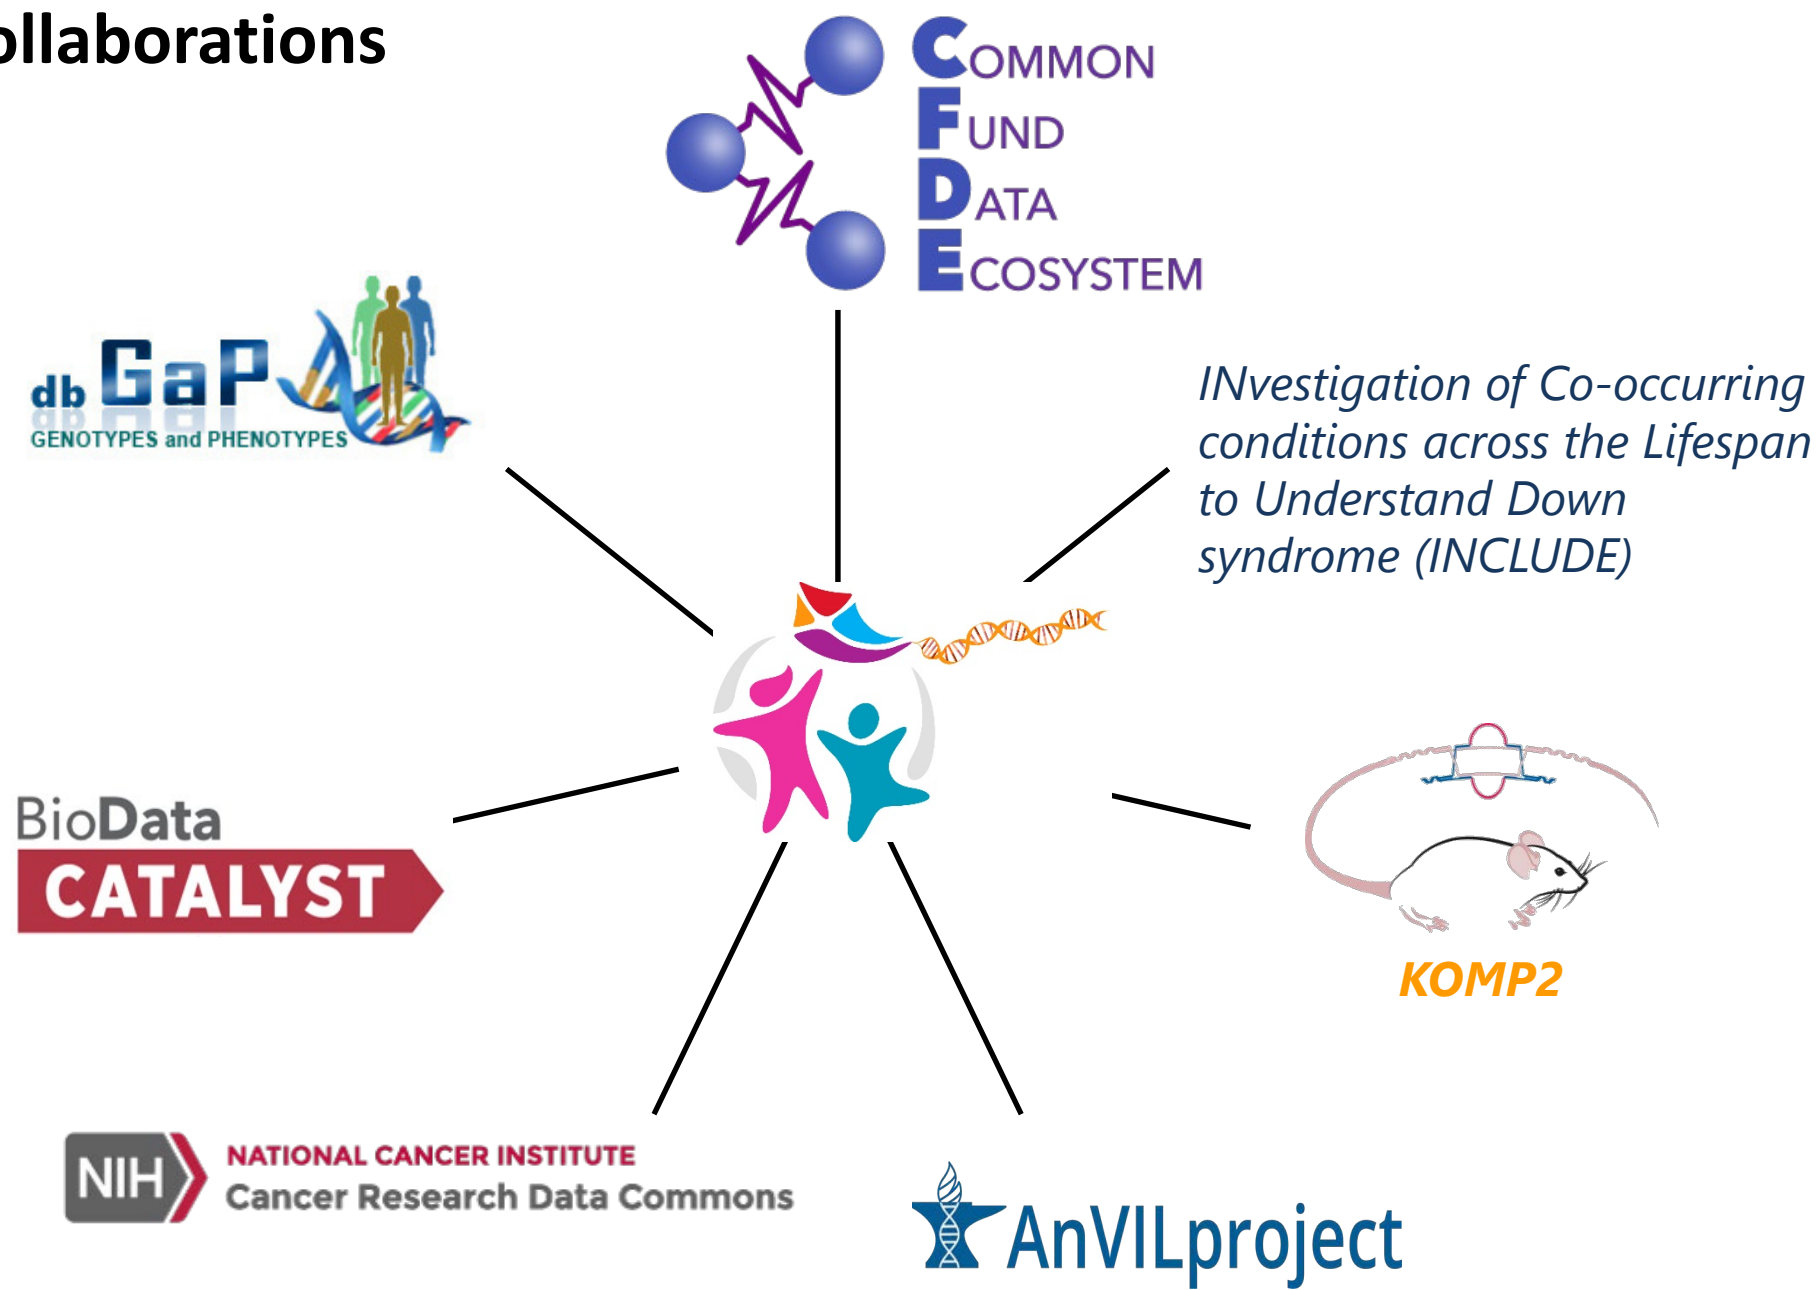 ollaborations
COMMON
FUND
DATA
ECOSYSTEM
db GaP
GENOTYPES and PHENOTYPES
INvestigation of Co-occurring
conditions across the Lifespan
to Understand Down
syndrome (INCLUDE)
BioData
CATALYST
KOMP2
NIH
NATIONAL CANCER INSTITUTE
Cancer Research Data Commons
AnVILproject